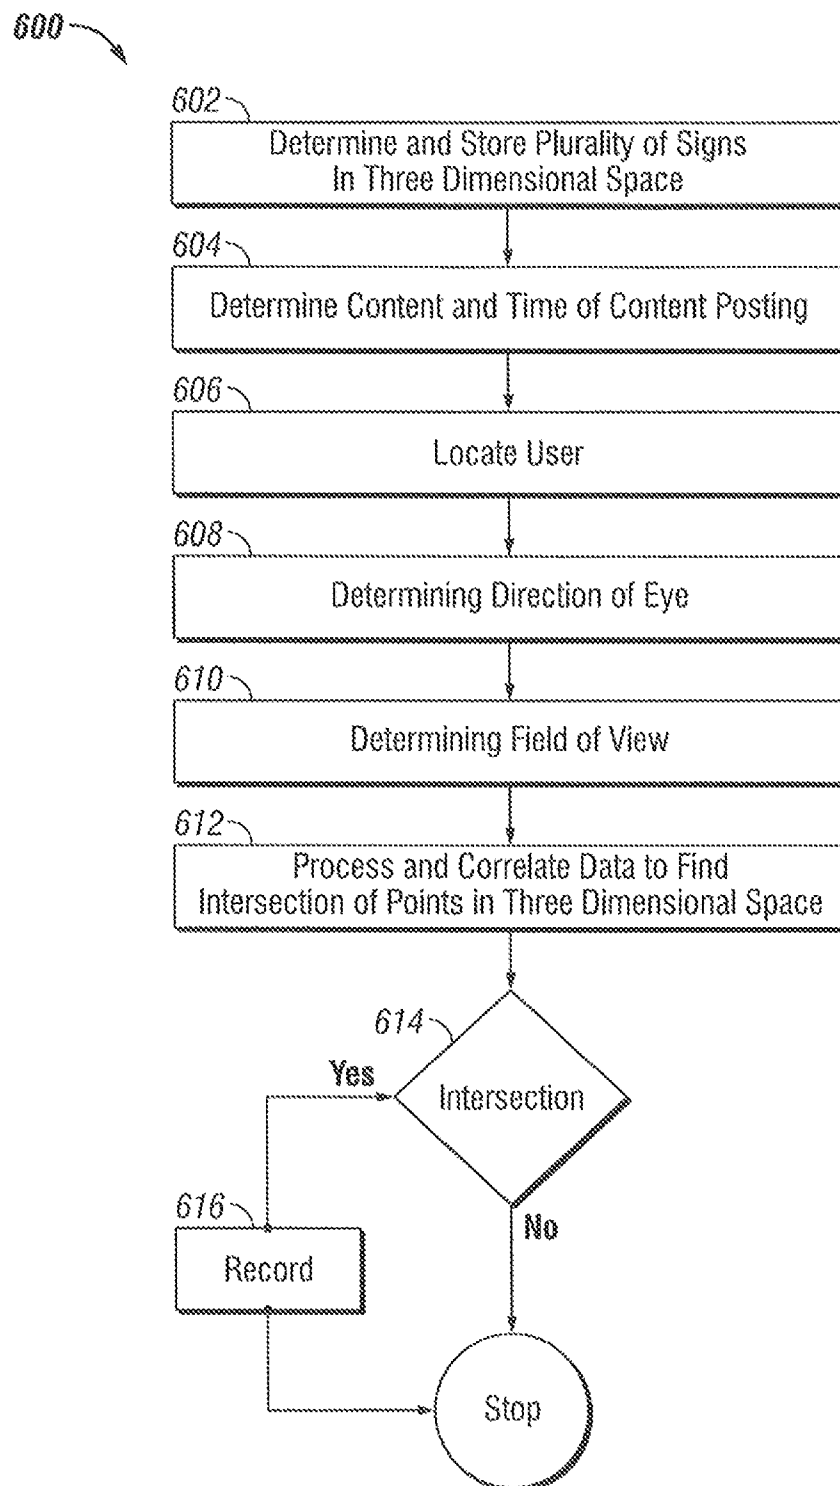 600
602
Determine and Store Plurality of Signs
In Three Dimensional Space
604
Determine Content and Time of Content Posting
606
Locate User
608
Determining Direction of Eye
610
Determining Field of View
612
Process and Correlate Data to Find
Intersection of Points in Three Dimensional Space
614
Yes
Intersection
616
No
Record
Stop